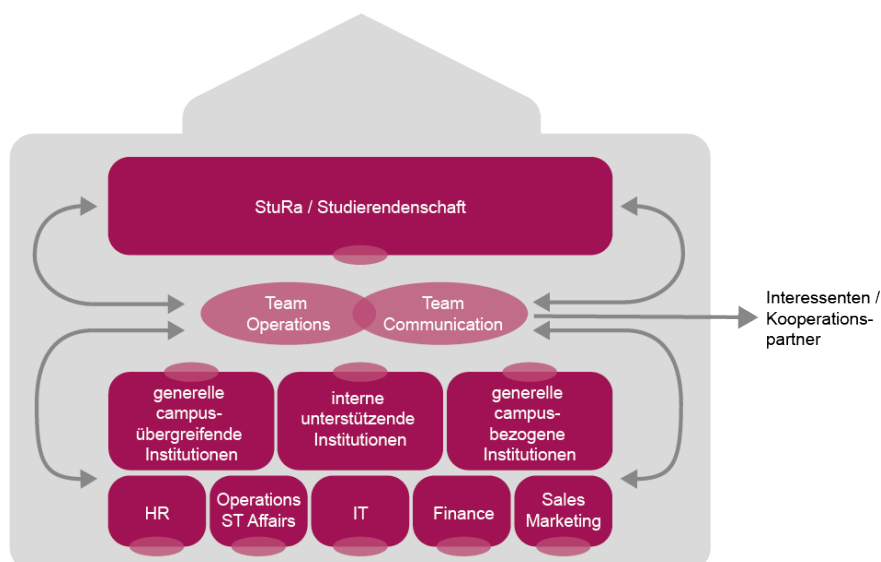 StuRa / Studierendenschaft
Team
Operations
Team
Communication
Interessenten /
Kooperations-
partner
generelle
campus-
übergreifende
Institutionen
interne
unterstützende
Institutionen
generelle
campus-
bezogene
Institutionen
HR
Operations
ST Affairs
IT
Finance
Sales
Marketing